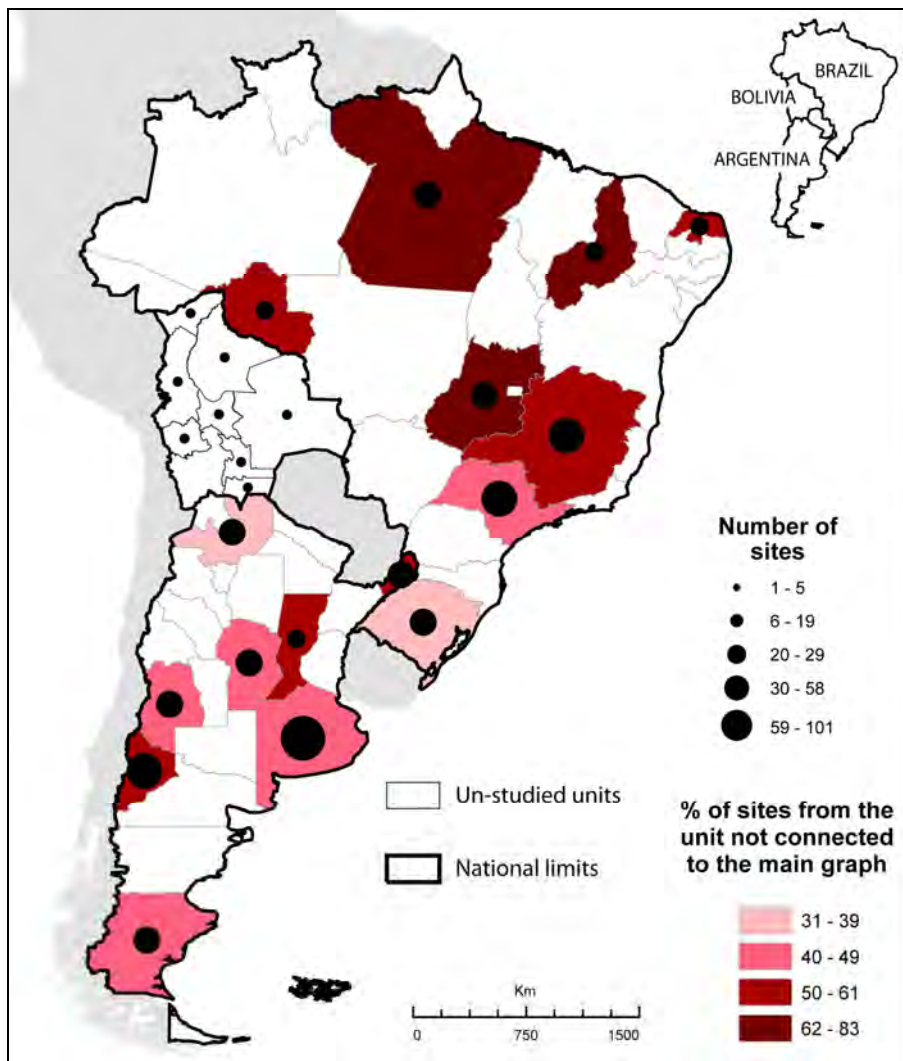 BRAZIL
BOLIVIA
ARGENTINA
Number of
sites
1 - 5
6 - 19
20 - 29
30 - 58
59 - 101
Un-studied units
National limits
% of sites from the
unit not connected
to the main graph
31 - 39
40 - 49
50 - 61
62 - 83
Km
0 750 1500